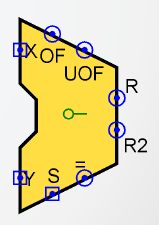 X OF
UOF
R
R2
=
Y S